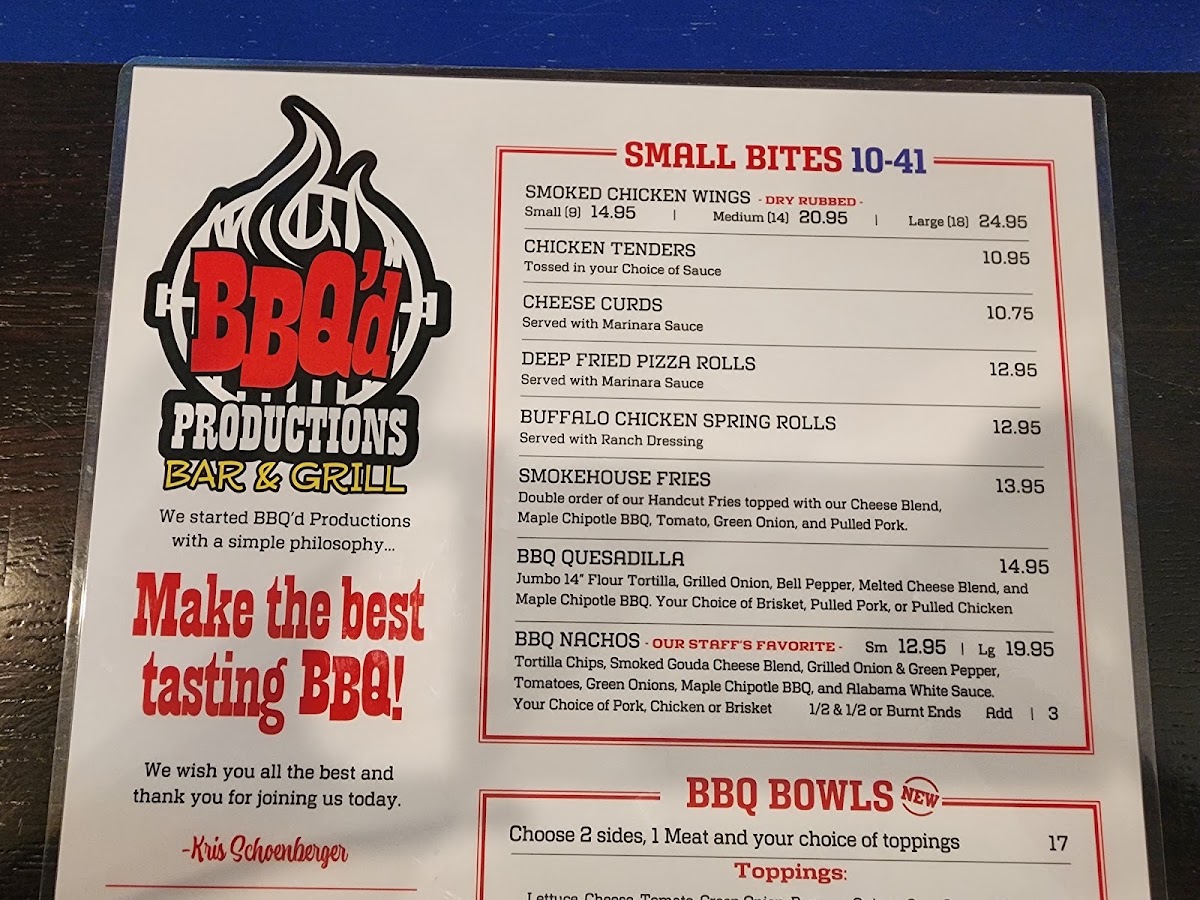 BBQ'd
PRODUCTIONS
BAR & GRILL
We started BBQ'd Productions
with a simple philosophy...
Make the best
tasting BBQ!
We wish you all the best and
thank you for joining us today.
-Kris Schoenberger
SMALL BITES 10-41
SMOKED CHICKEN WINGS - DRY RUBBED -
Small (9) 14.95 | Medium (14) 20.95 | Large (18) 24.95
CHICKEN TENDERS 10.95
Tossed in your Choice of Sauce
CHEESE CURDS 10.75
Served with Marinara Sauce
DEEP FRIED PIZZA ROLLS 12.95
Served with Marinara Sauce
BUFFALO CHICKEN SPRING ROLLS 12.95
Served with Ranch Dressing
SMOKEHOUSE FRIES 13.95
Double order of our Handcut Fries topped with our Cheese Blend,
Maple Chipotle BBQ, Tomato, Green Onion, and Pulled Pork.
BBQ QUESADILLA 14.95
Jumbo 14" Flour Tortilla, Grilled Onion, Bell Pepper, Melted Cheese Blend, and
Maple Chipotle BBQ. Your Choice of Brisket, Pulled Pork, or Pulled Chicken
BBQ NACHOS - OUR STAFF'S FAVORITE - Sm 12.95 | Lg 19.95
Tortilla Chips, Smoked Gouda Cheese Blend, Grilled Onion & Green Pepper,
Tomatoes, Green Onions, Maple Chipotle BBQ, and Alabama White Sauce.
Your Choice of Pork, Chicken or Brisket 1/2 & 1/2 or Burnt Ends Add | 3
BBQ BOWLS NEW
Choose 2 sides, 1 Meat and your choice of toppings 17
Toppings:
Lettuce, Cheese, Tomato, Green Onion,